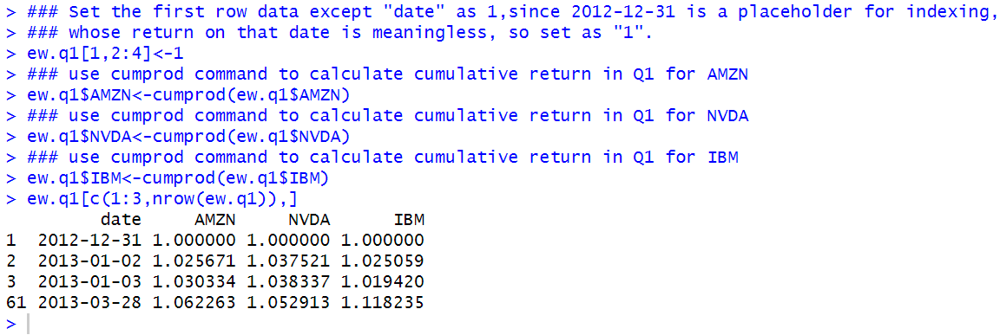 > ### Set the first row data except "date" as 1,since 2012-12-31 is a placeholder for indexing,
> ### whose return on that date is meaningless, so set as "1".
> ew.q1[1,2:4]<-1
> ### use cumprod command to calculate cumulative return in Q1 for AMZN
> ew.q1$AMZN<-cumprod(ew.q1$AMZN)
> ### use cumprod command to calculate cumulative return in Q1 for NVDA
> ew.q1$NVDA<-cumprod(ew.q1$NVDA)
> ### use cumprod command to calculate cumulative return in Q1 for IBM
> ew.q1$IBM<-cumprod(ew.q1$IBM)
> ew.q1[c(1:3,nrow(ew.q1)),]
         date     AMZN     NVDA      IBM
1  2012-12-31 1.000000 1.000000 1.000000
2  2013-01-02 1.025671 1.037521 1.025059
3  2013-01-03 1.030334 1.038337 1.019420
61 2013-03-28 1.062263 1.052913 1.118235
>